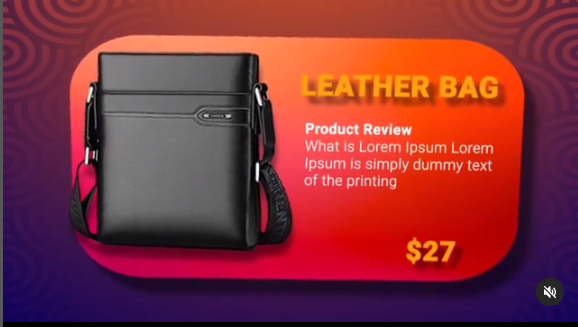 LEATHER BAG
Product Review
What is Lorem Ipsum Lorem
Ipsum is simply dummy text
of the printing
$27